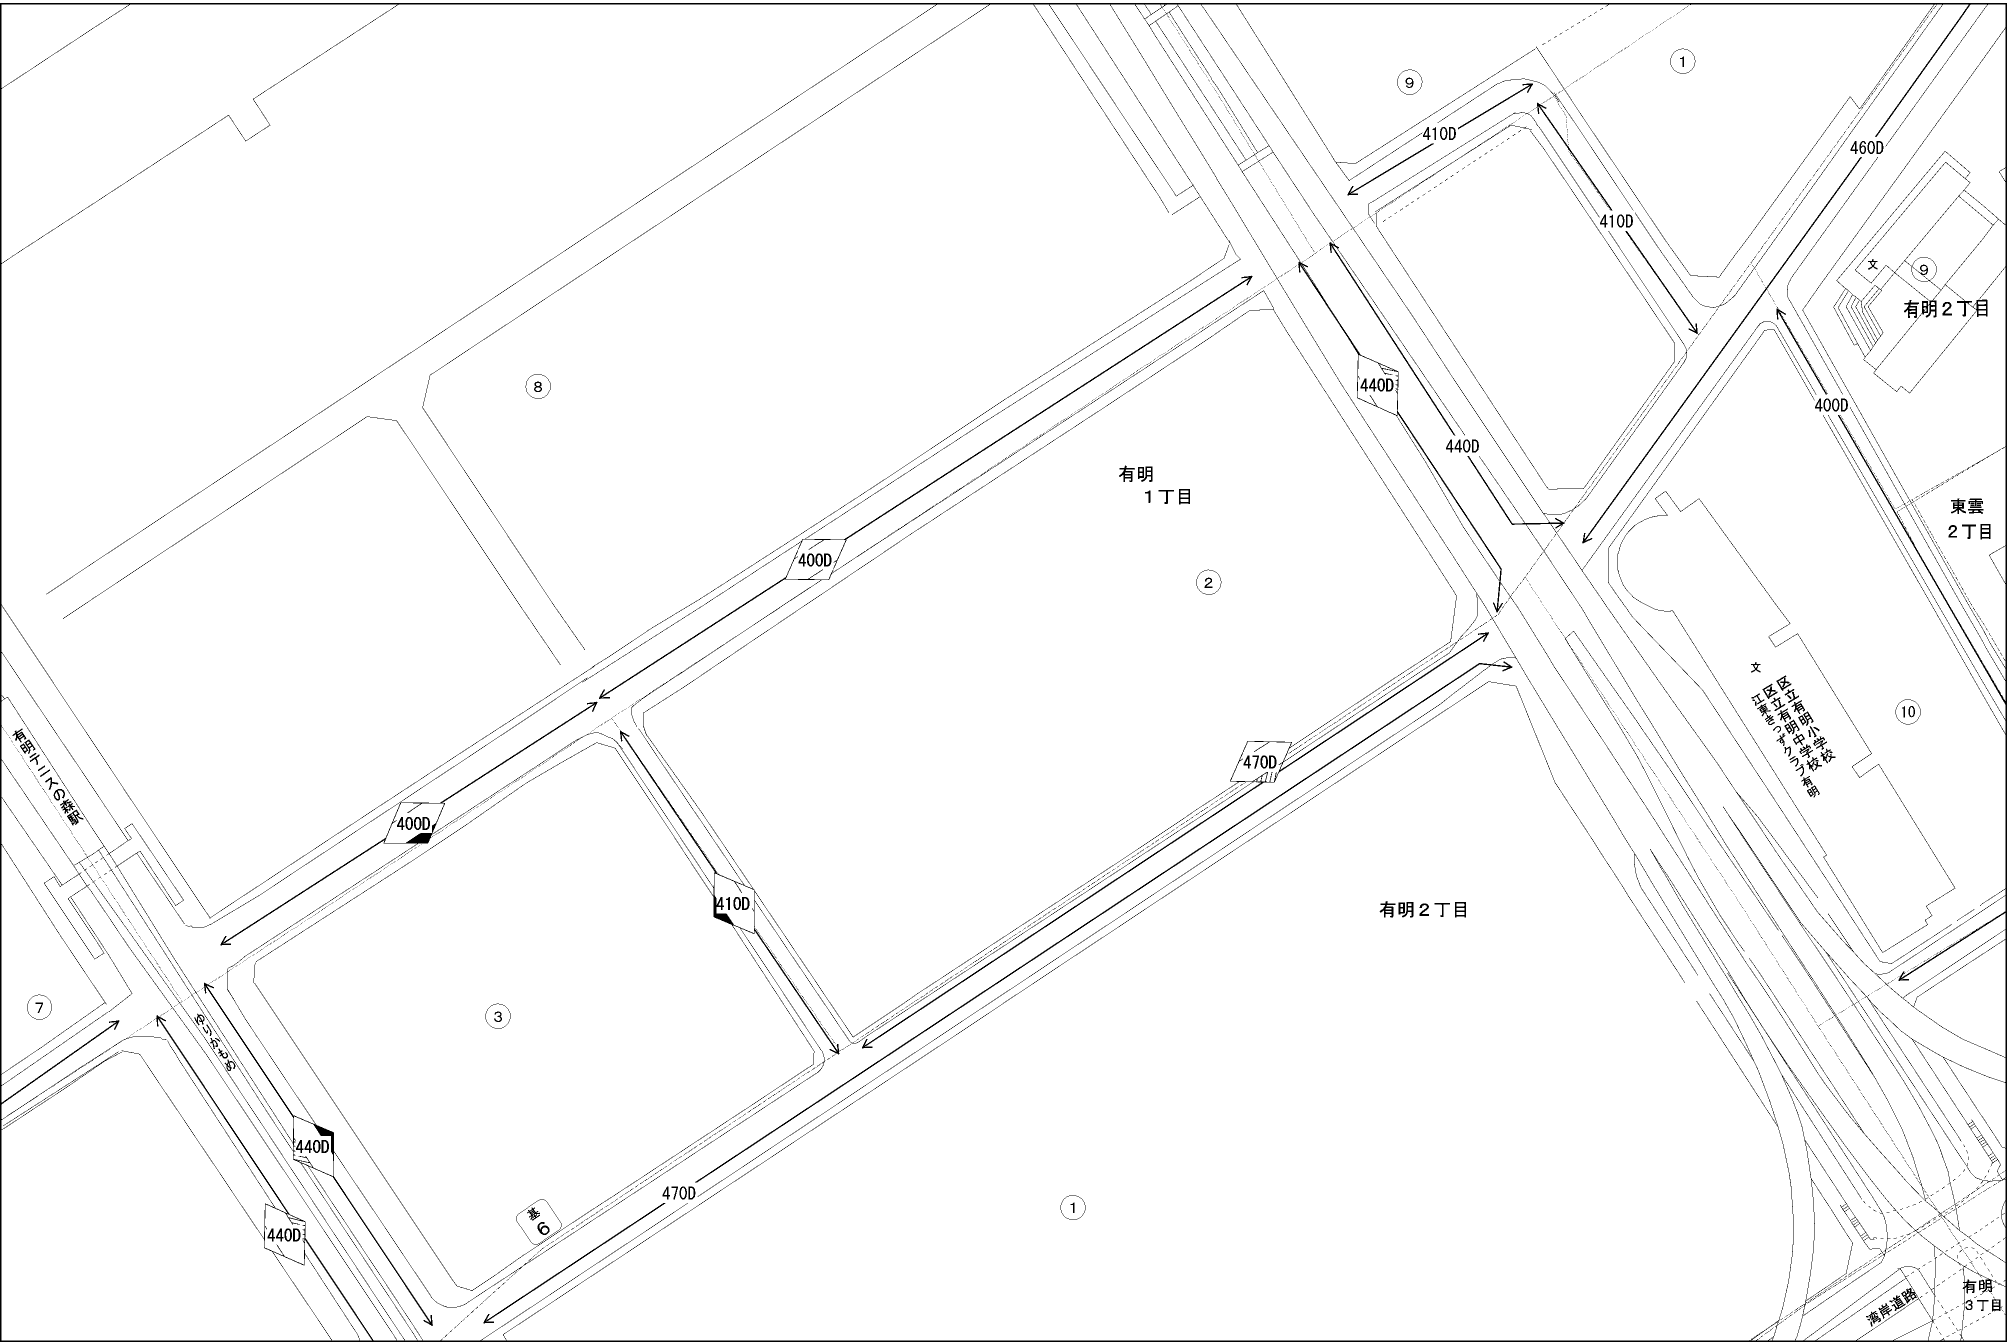 1
9
410D
460D
410D
文
9
有明２丁目
8
440D
400D
440D
有明
１丁目
東雲
２丁目
400D
2
文
区立有明小学校
区立有明中学校
江東きっずクラブ有明
10
有明テニスの森駅
470D
400D
410D
有明２丁目
7
3
ゆりかもめ
440D
470D
基
6
1
440D
湾岸道路
有明
３丁目